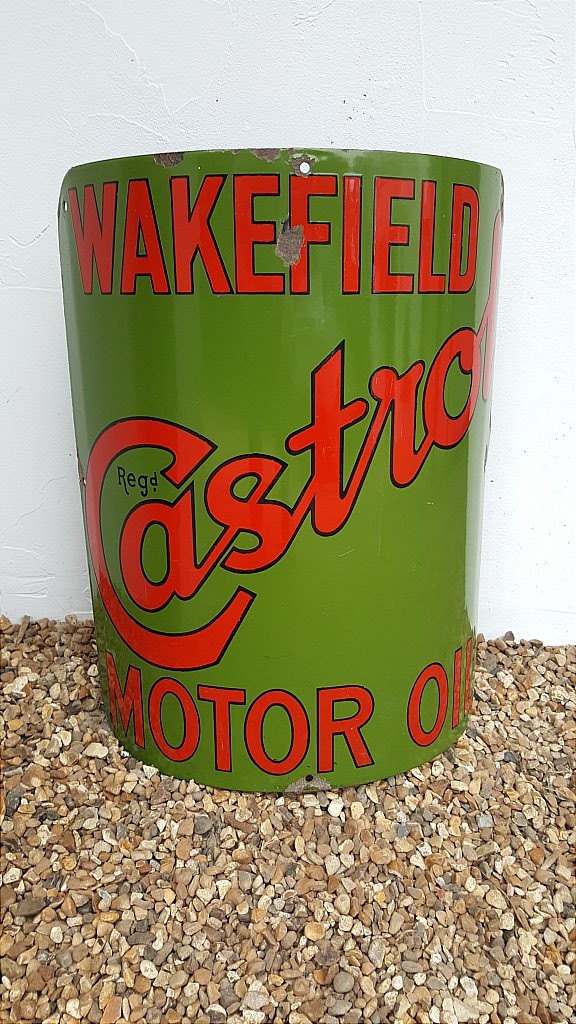 WAKEFIELD
Castrol
Regd
MOTOR OIL